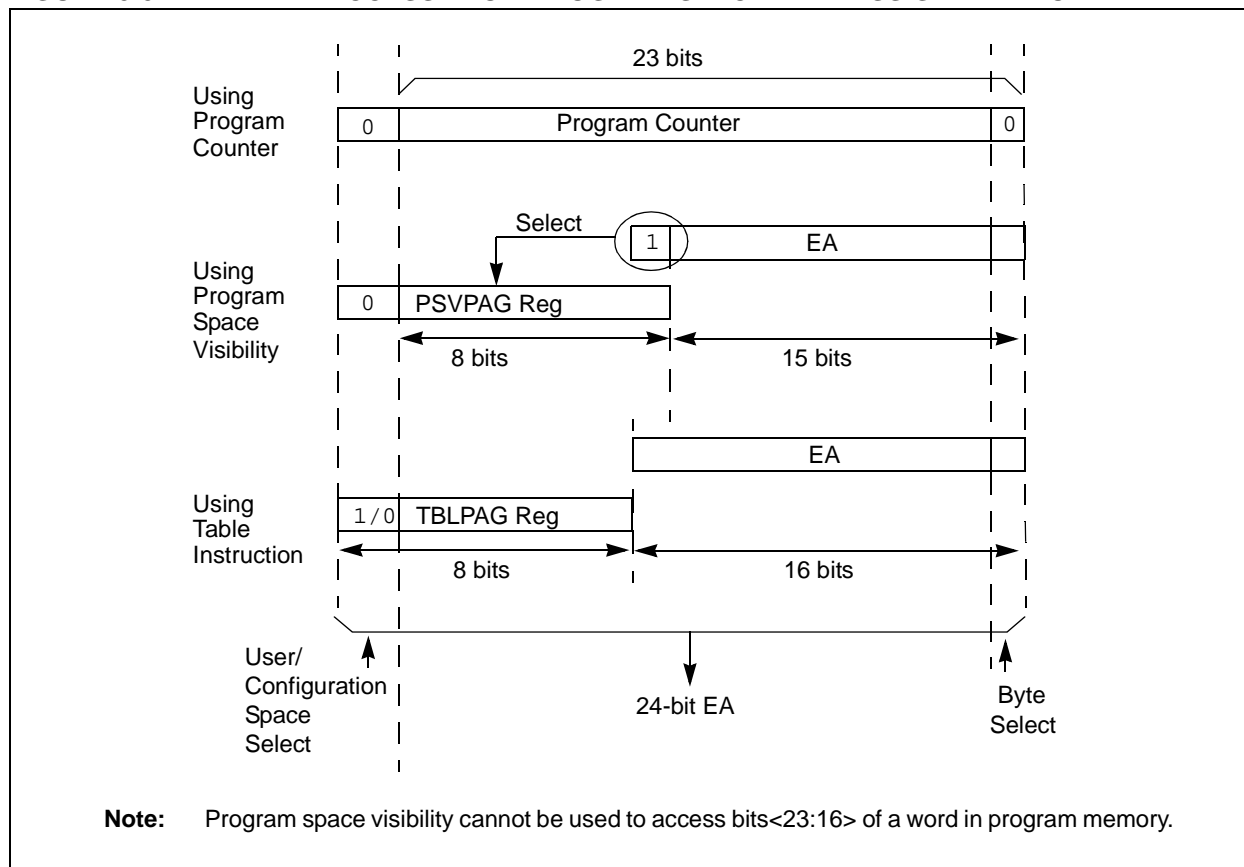 23 bits
Using
Program
Counter
0
Program Counter
0
Select
1
EA
Using
Program
Space
Visibility
0
PSVPAG Reg
8 bits
15 bits
EA
Using
Table
Instruction
1/0
TBLPAG Reg
8 bits
16 bits
User/
Configuration
Space
Select
24-bit EA
Byte
Select
Note: Program space visibility cannot be used to access bits<23:16> of a word in program memory.